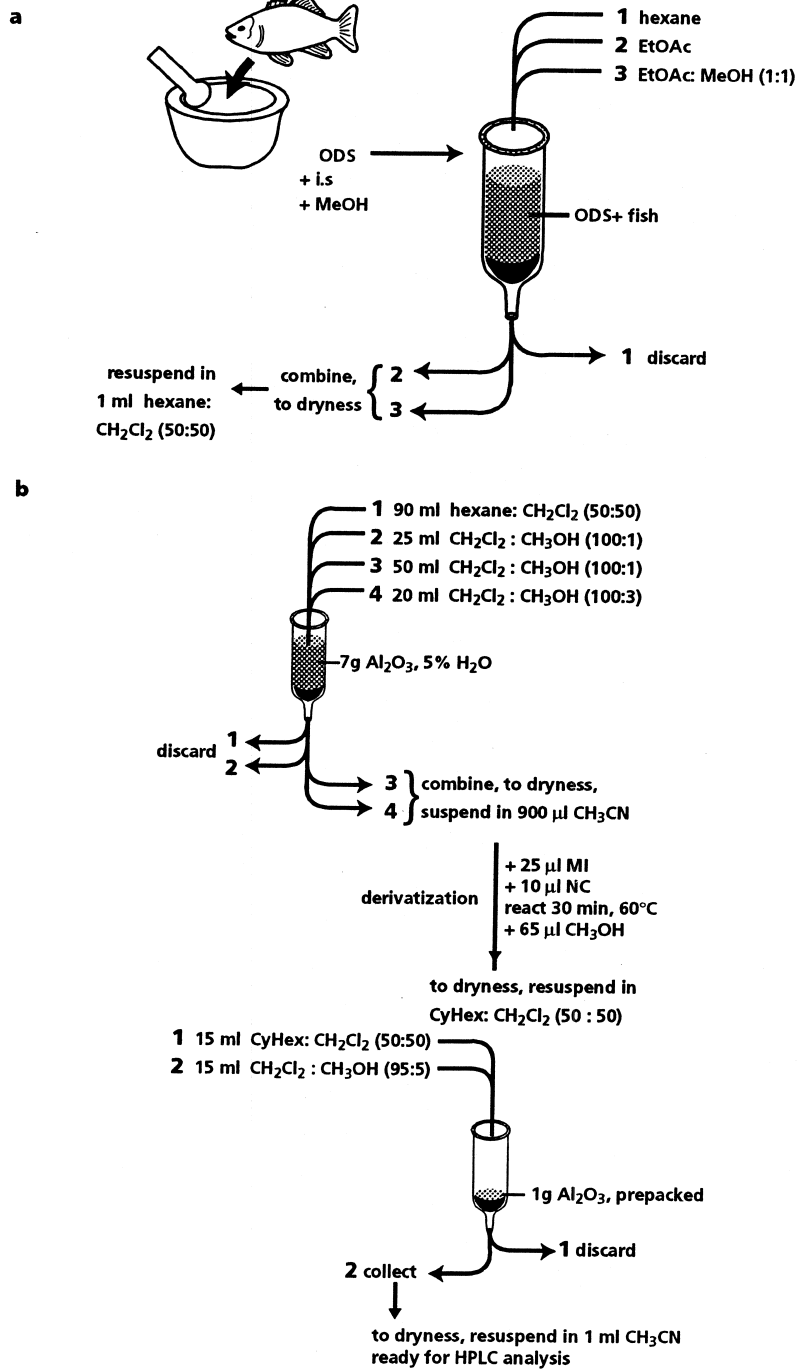 a
1 hexane
2 EtOAc
3 EtOAc: MeOH (1:1)
ODS
+ i.s
+ MeOH
ODS+ fish
1 discard
2
3
combine,
to dryness
resuspend in
1 ml hexane:
CH₂Cl₂ (50:50)
b
1 90 ml hexane: CH₂Cl₂ (50:50)
2 25 ml CH₂Cl₂ : CH₃OH (100:1)
3 50 ml CH₂Cl₂ : CH₃OH (100:1)
4 20 ml CH₂Cl₂ : CH₃OH (100:3)
7g Al₂O₃, 5% H₂O
discard
1
2
3
4
combine, to dryness,
suspend in 900 µl CH₃CN
derivatization
+ 25 µl MI
+ 10 µl NC
react 30 min, 60°C
+ 65 µl CH₃OH
to dryness, resuspend in
CyHex: CH₂Cl₂ (50 : 50)
1 15 ml CyHex: CH₂Cl₂ (50:50)
2 15 ml CH₂Cl₂ : CH₃OH (95:5)
1g Al₂O₃, prepacked
1 discard
2 collect
to dryness, resuspend in 1 ml CH₃CN
ready for HPLC analysis